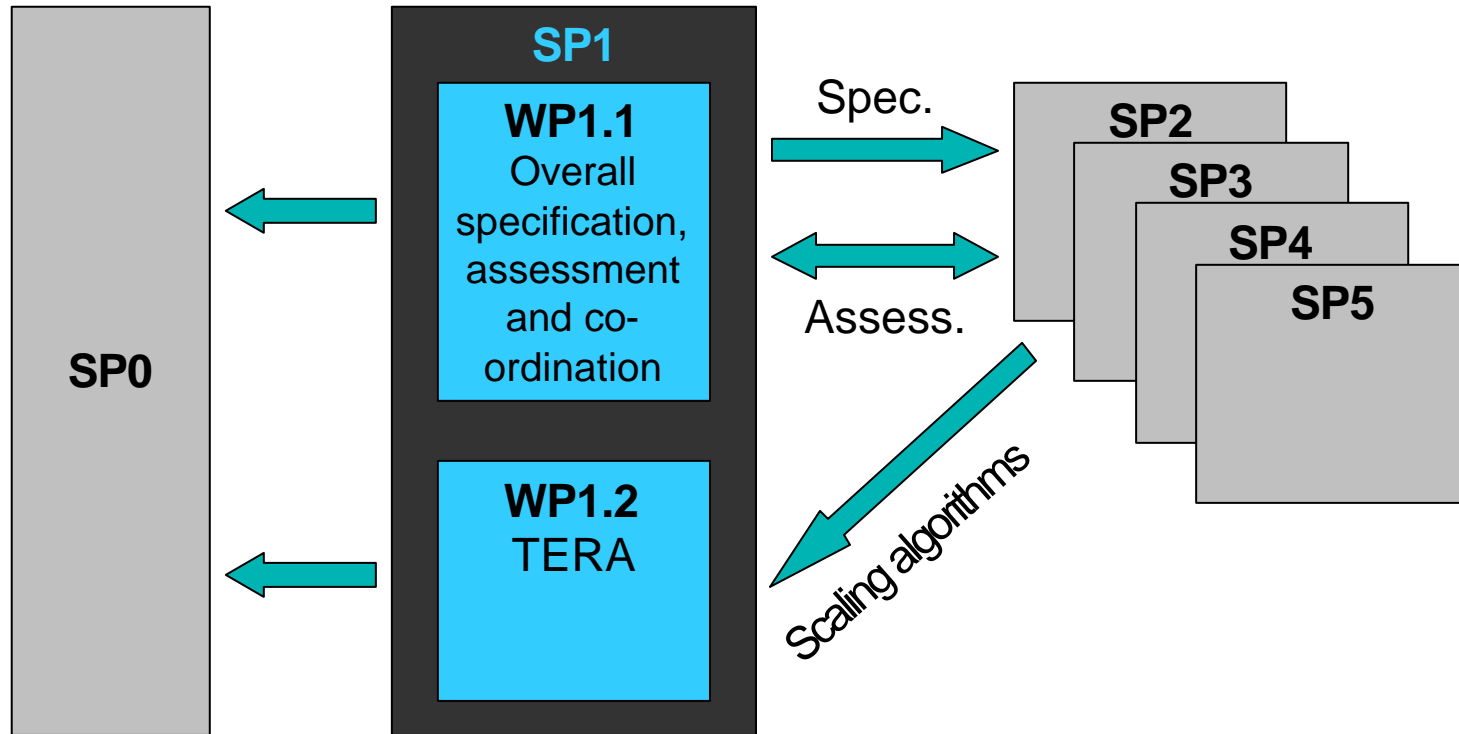 SP0
SP1
WP1.1
Overall
specification,
assessment
and co-
ordination
WP1.2
TERA
Spec.
Assess.
Scaling algorithms
SP2
SP3
SP4
SP5